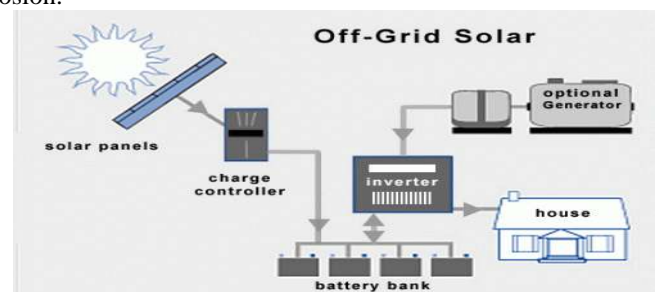 Off-Grid Solar
optional
Generator
solar panels
charge
controller
inverter
house
battery bank